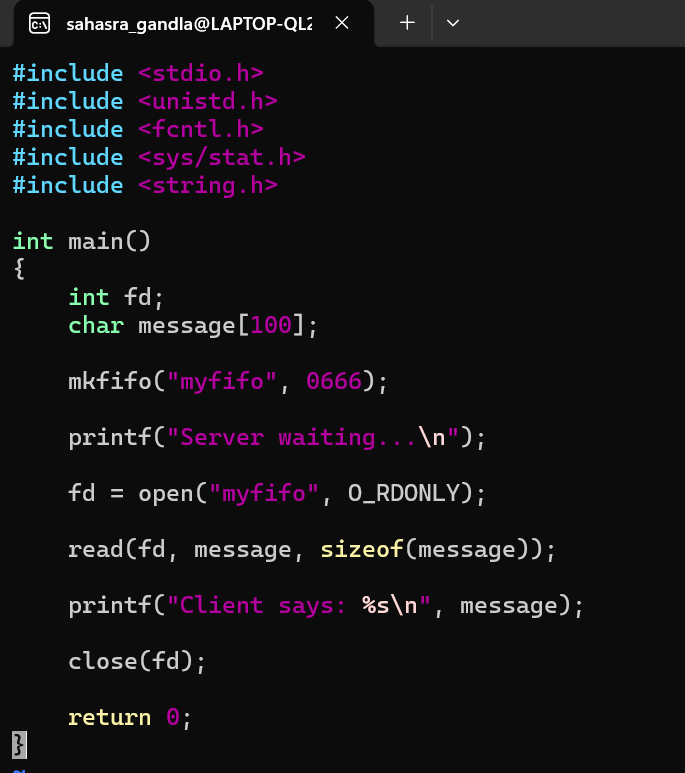 sahasra_gandla@LAPTOP-QL2
#include <stdio.h>
#include <unistd.h>
#include <fcntl.h>
#include <sys/stat.h>
#include <string.h>

int main()
{
    int fd;
    char message[100];

    mkfifo("myfifo", 0666);

    printf("Server waiting...\n");

    fd = open("myfifo", O_RDONLY);

    read(fd, message, sizeof(message));

    printf("Client says: %s\n", message);

    close(fd);

    return 0;
}
~